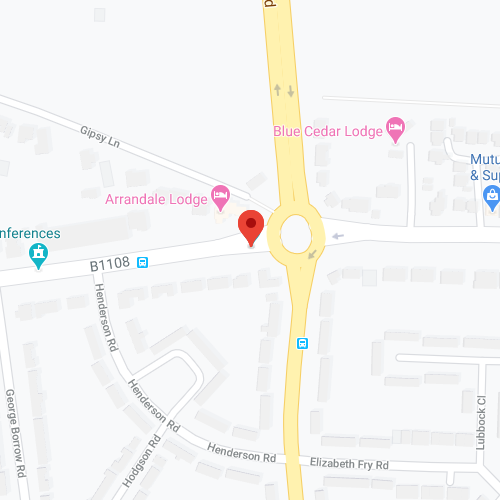 Gipsy Ln
Blue Cedar Lodge
Mutu
& Sup
Arrandale Lodge
nferences
B1108
Henderson Rd
Henderson Rd
Hodgson Rd
Henderson Rd
Elizabeth Fry Rd
George Borrow Rd
Lubbock Cl